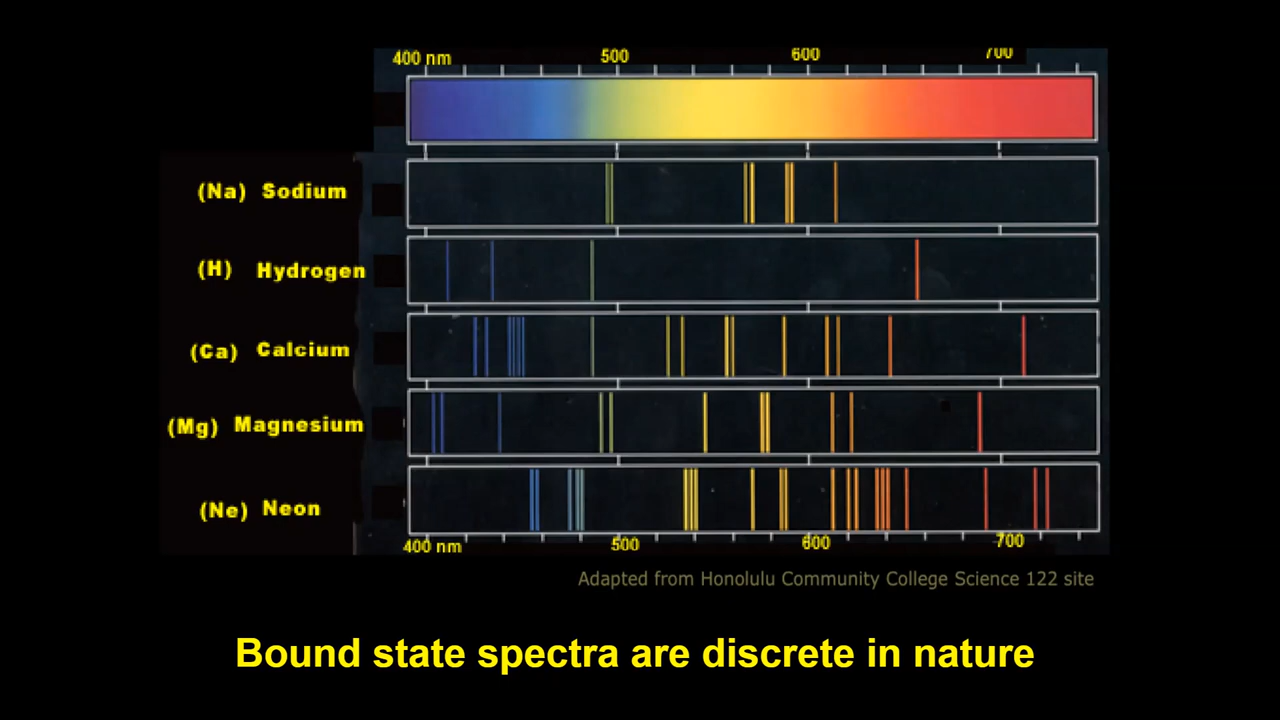 400 nm 500 600 700
(Na) Sodium
(H) Hydrogen
(Ca) Calcium
(Mg) Magnesium
(Ne) Neon
400 nm 500 600 700
Adapted from Honolulu Community College Science 122 site
Bound state spectra are discrete in nature